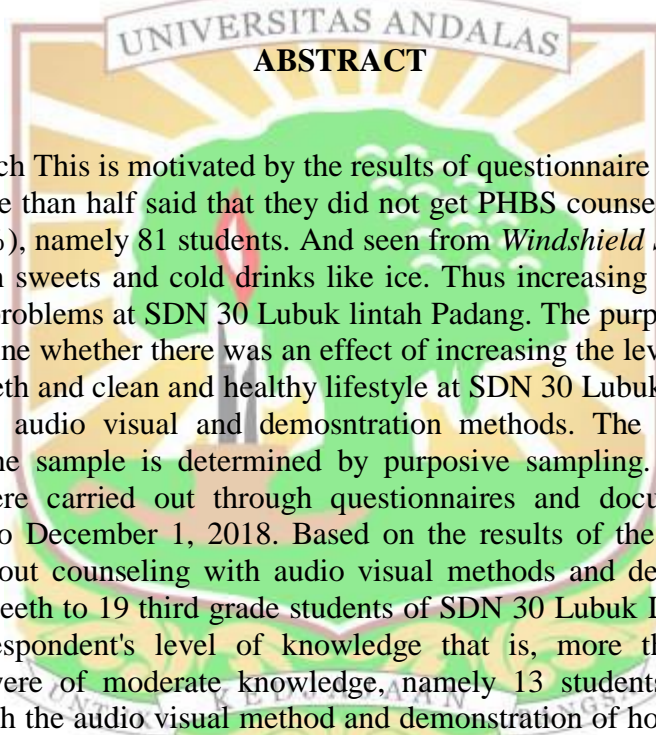 UNIVERSITAS ANDALAS
ABSTRACT
ch This is motivated by the results of questionnaire
e than half said that they did not get PHBS counse
), namely 81 students. And seen from Windshield
n sweets and cold drinks like ice. Thus increasing
problems at SDN 30 Lubuk lintah Padang. The purp
ine whether there was an effect of increasing the lev
eth and clean and healthy lifestyle at SDN 30 Lubuk
audio visual and demosntration methods. The
ne sample is determined by purposive sampling.
ere carried out through questionnaires and docu
o December 1, 2018. Based on the results of the
out counseling with audio visual methods and de
eeth to 19 third grade students of SDN 30 Lubuk L
espondent's level of knowledge that is, more th
were of moderate knowledge, namely 13 students
h the audio visual method and demonstration of ho
UNTUK KEDJAJAAN BANGSA